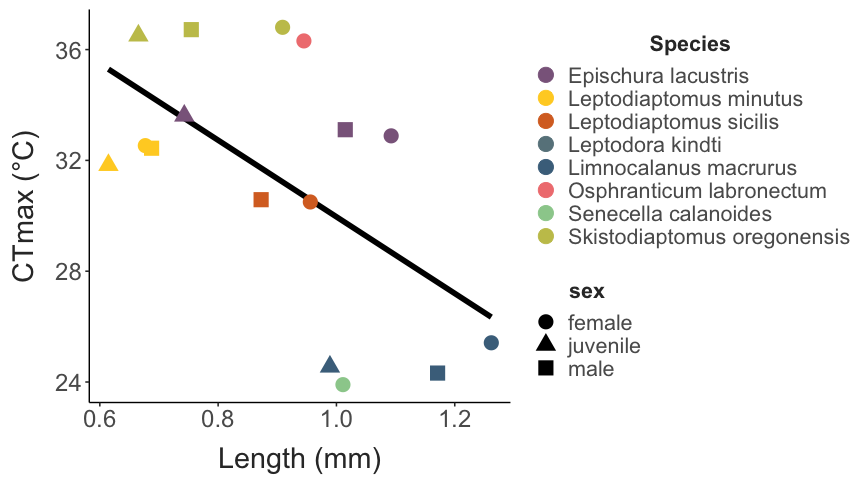 36
32
28
24
CTmax (°C)
0.6
0.8
1.0
1.2
Length (mm)
Species
Epischura lacustris
Leptodiaptomus minutus
Leptodiaptomus sicilis
Leptodora kindti
Limnocalanus macrurus
Osphranticum labronectum
Senecella calanoides
Skistodiaptomus oregonensis
sex
female
juvenile
male